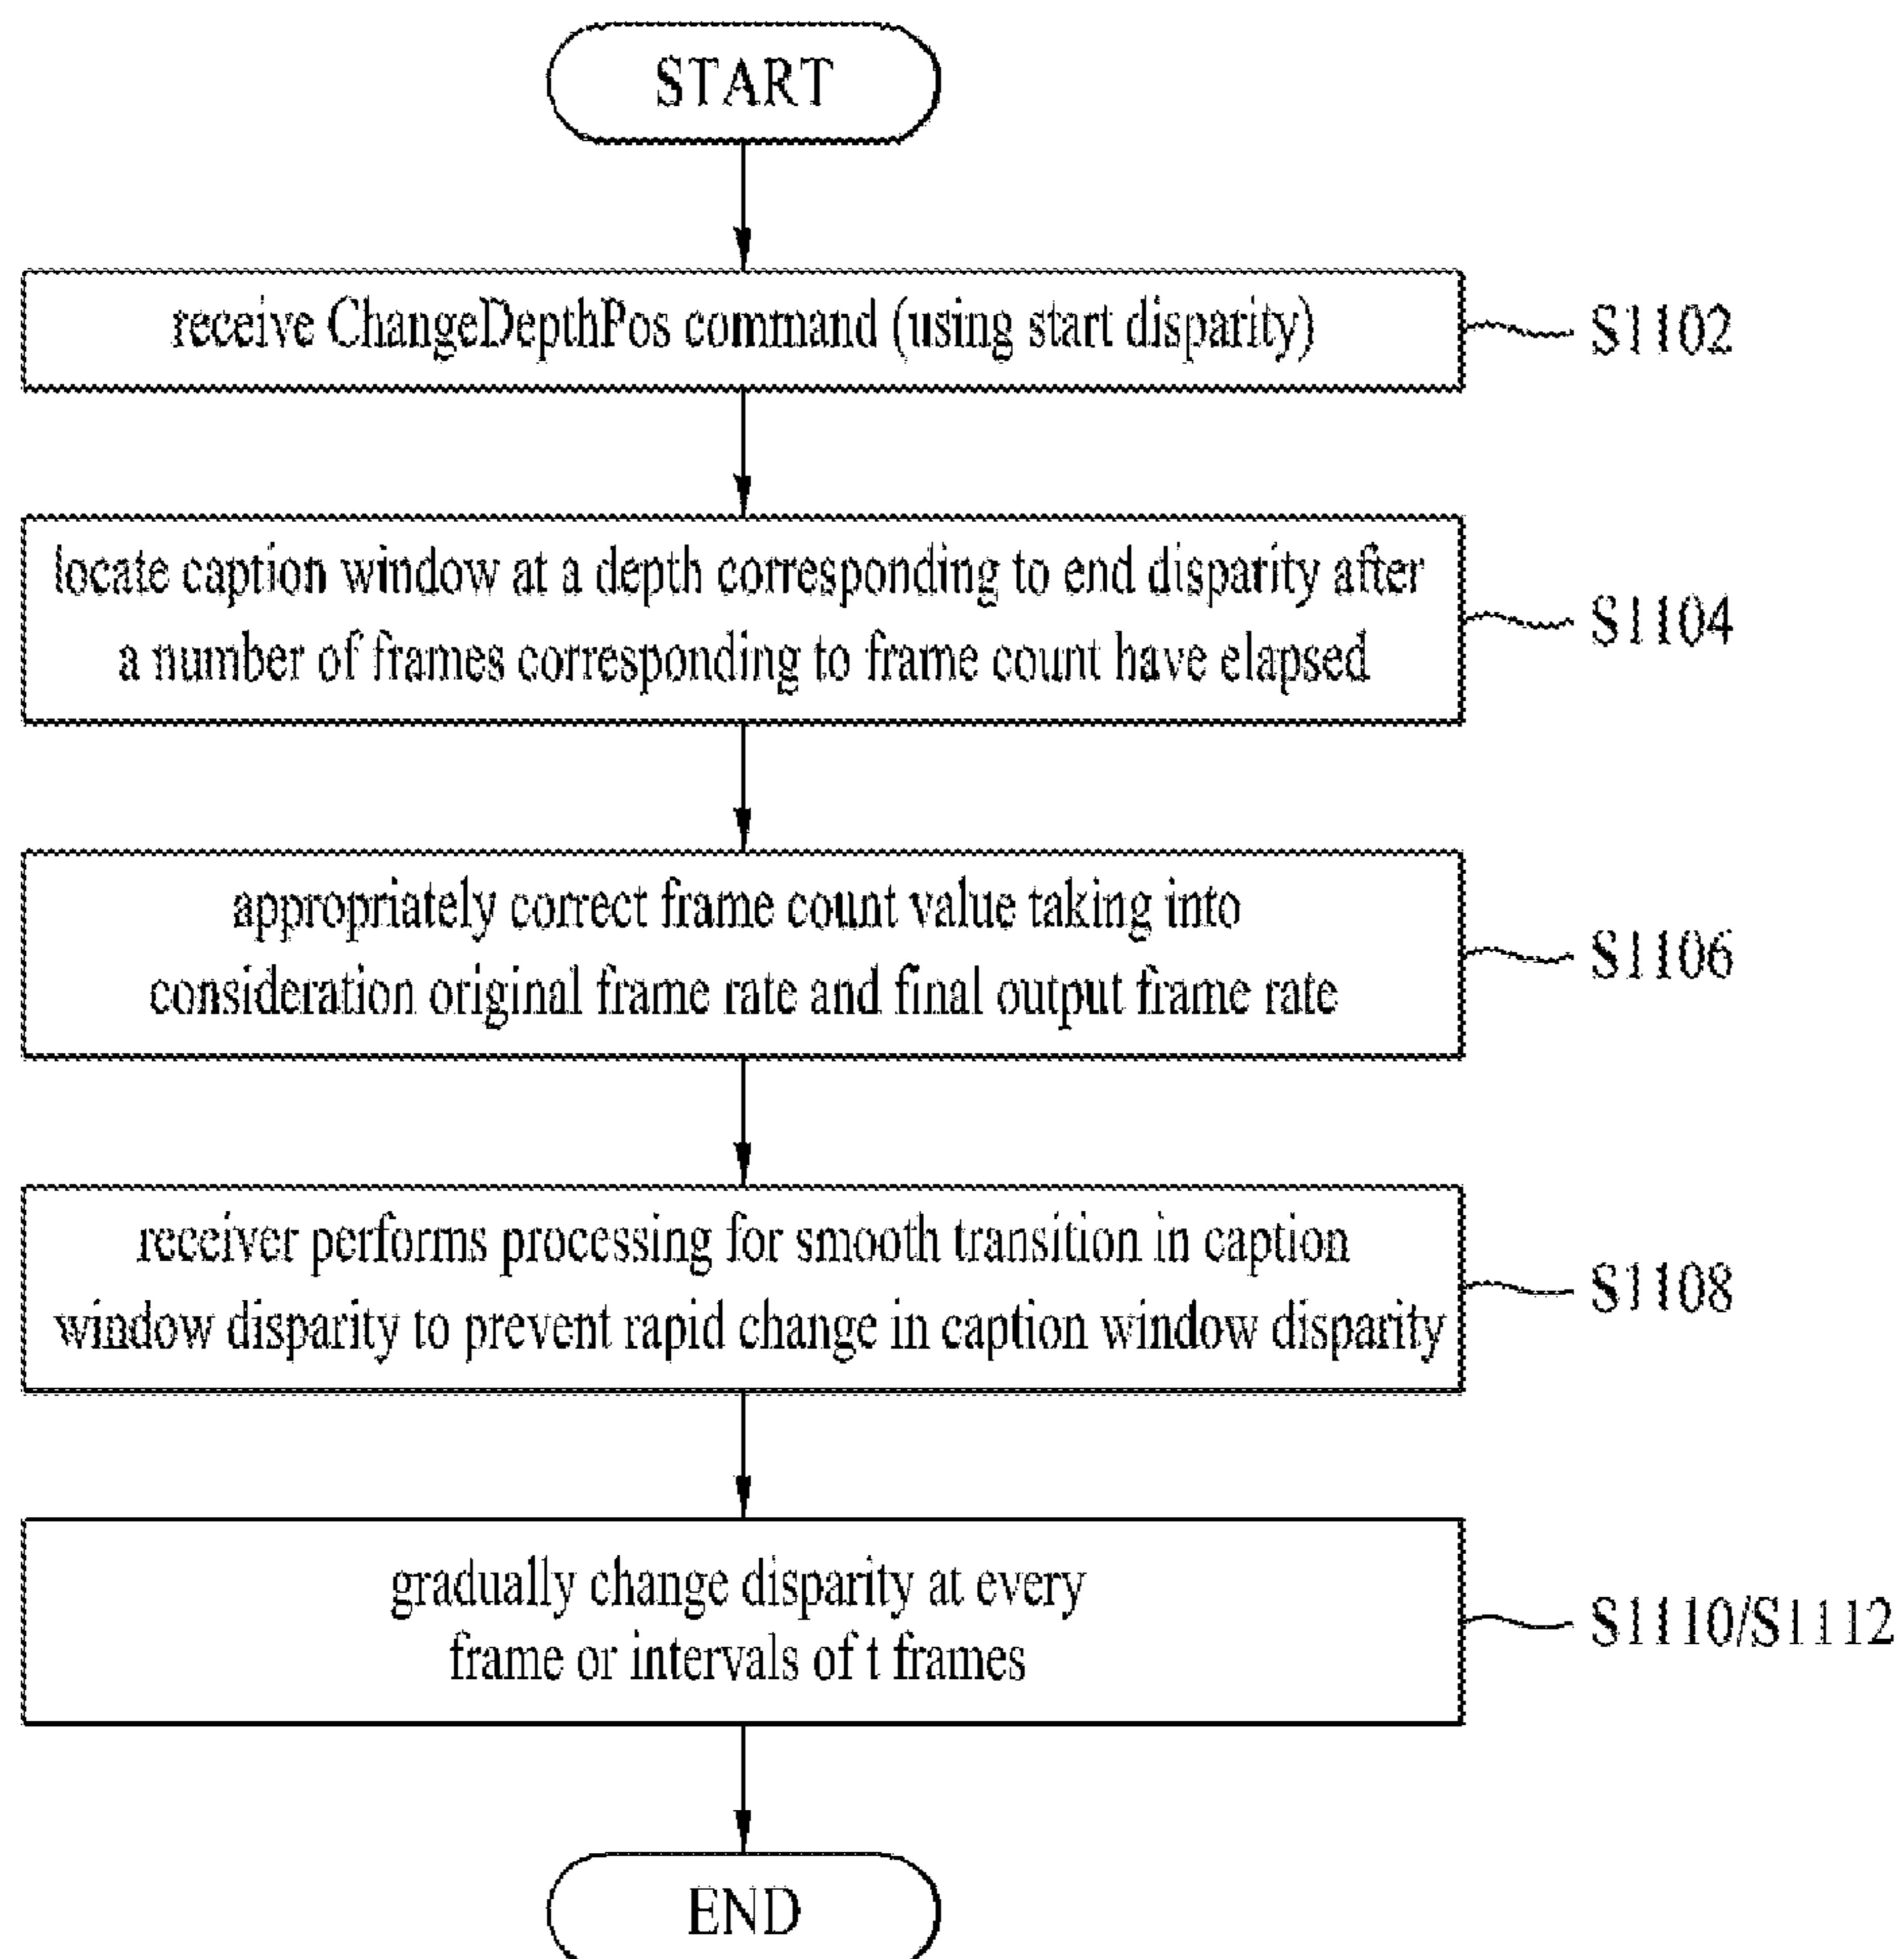 START
receive ChangeDepthPos command (using start disparity)
S1102
locate caption window at a depth corresponding to end disparity after
a number of frames corresponding to frame count have elapsed
S1104
appropriately correct frame count value taking into
consideration original frame rate and final output frame rate
S1106
receiver performs processing for smooth transition in caption
window disparity to prevent rapid change in caption window disparity
S1108
gradually change disparity at every
frame or intervals of t frames
S1110/S1112
END